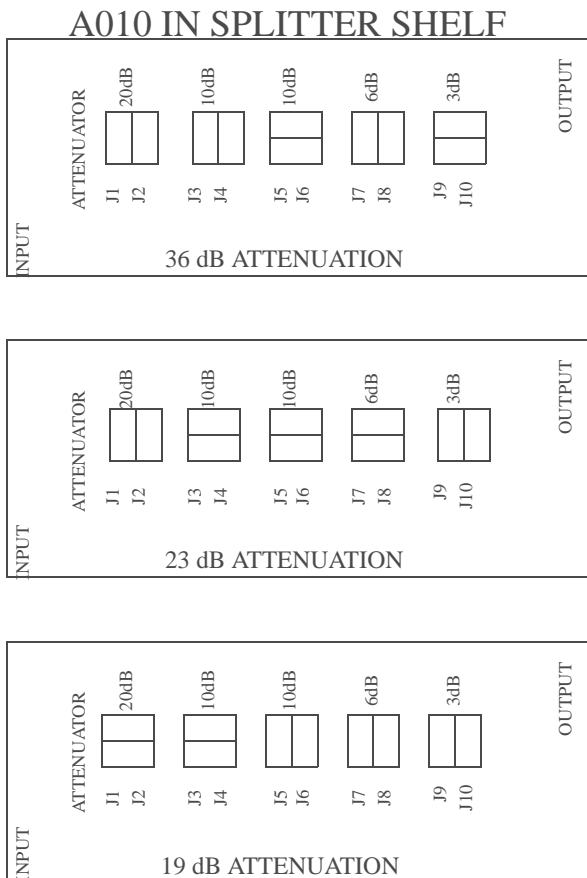 A010 IN SPLITTER SHELF
INPUT
ATTENUATOR
20dB
10dB
10dB
6dB
3dB
OUTPUT
J1 J2 J3 J4 J5 J6 J7 J8 J9 J10
36 dB ATTENUATION
INPUT
ATTENUATOR
20dB
10dB
10dB
6dB
3dB
OUTPUT
J1 J2 J3 J4 J5 J6 J7 J8 J9 J10
23 dB ATTENUATION
INPUT
ATTENUATOR
20dB
10dB
10dB
6dB
3dB
OUTPUT
J1 J2 J3 J4 J5 J6 J7 J8 J9 J10
19 dB ATTENUATION